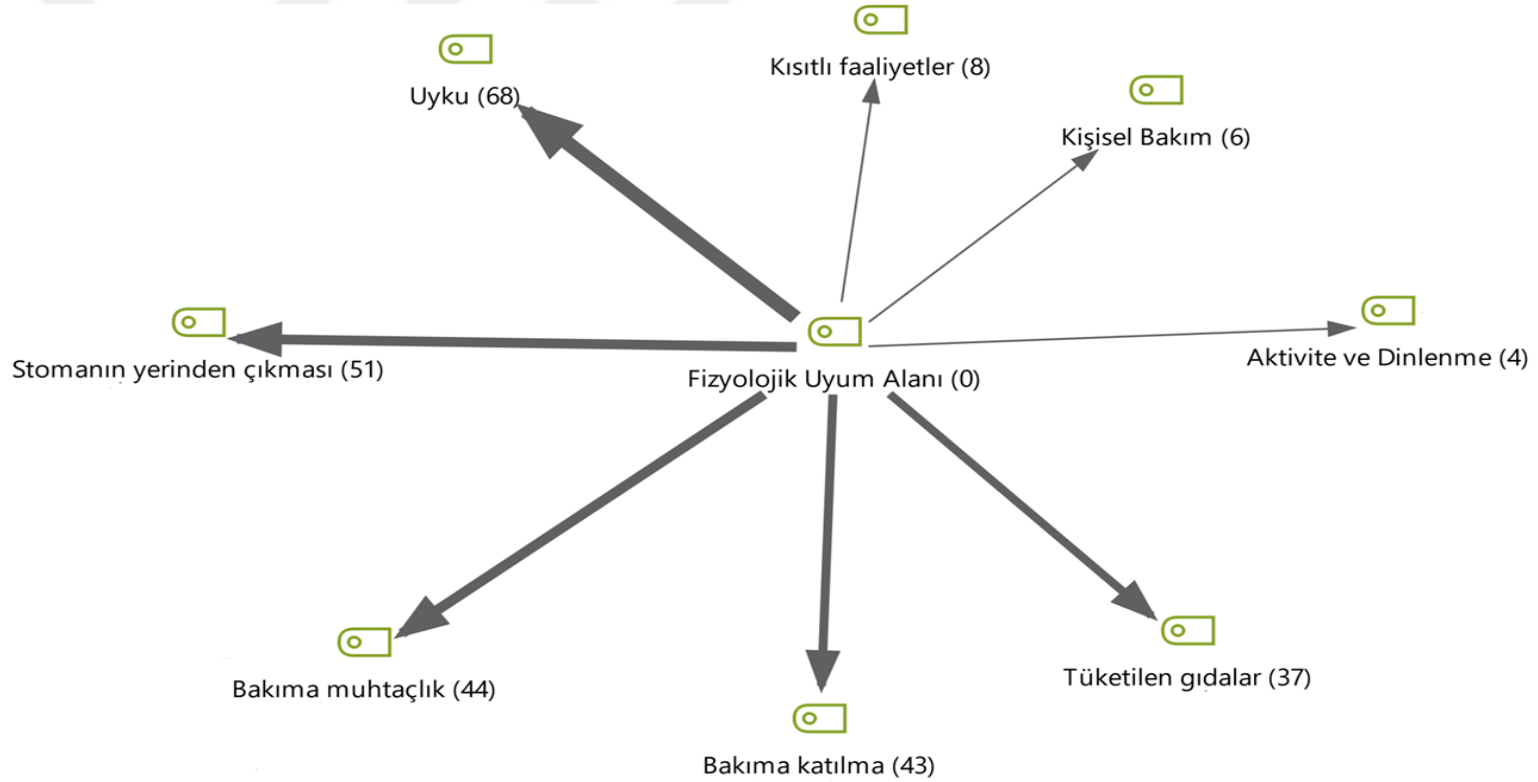 Kısıtlı faaliyetler (8)
Uyku (68)
Kişisel Bakım (6)
Aktivite ve Dinlenme (4)
Stomanın yerinden çıkması (51)
Fizyolojik Uyum Alanı (0)
Tüketilen gıdalar (37)
Bakıma muhtaçlık (44)
Bakıma katılma (43)